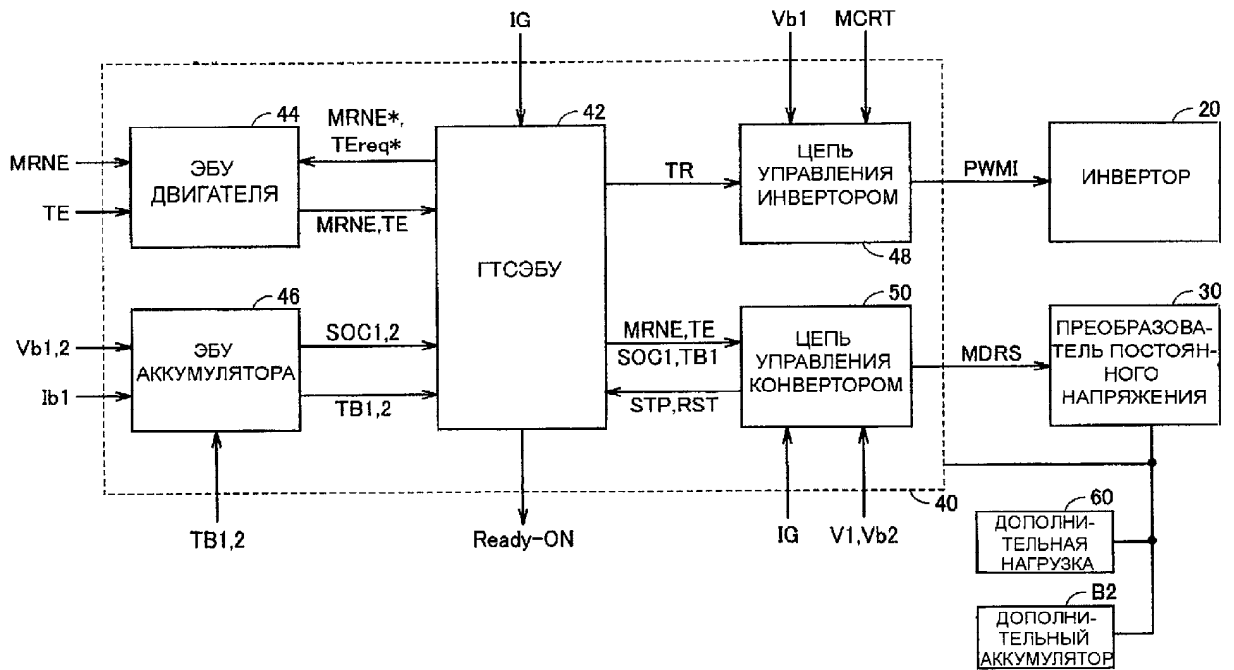 IG
Vb1
MCRT
44
MRNE*,
TEreq*
42
20
MRNE
TE
ЭБУ
ДВИГАТЕЛЯ
MRNE,TE
TR
ЦЕПЬ
УПРАВЛЕНИЯ
ИНВЕРТОРОМ
48
PWMI
ИНВЕРТОР
ГТСЭБУ
46
50
30
Vb1,2
Ib1
ЭБУ
АККУМУЛЯТОРА
SOC1,2
TB1,2
MRNE,TE
SOC1,TB1
STP,RST
ЦЕПЬ
УПРАВЛЕНИЯ
КОНВЕРТОРОМ
MDRS
ПРЕОБРАЗОВА-
ТЕЛЬ ПОСТОЯН-
НОГО
НАПРЯЖЕНИЯ
40
TB1,2
Ready-ON
IG
V1,Vb2
60
ДОПОЛНИ-
ТЕЛЬНАЯ
НАГРУЗКА
B2
ДОПОЛНИ-
ТЕЛЬНЫЙ
АККУМУЛЯТОР